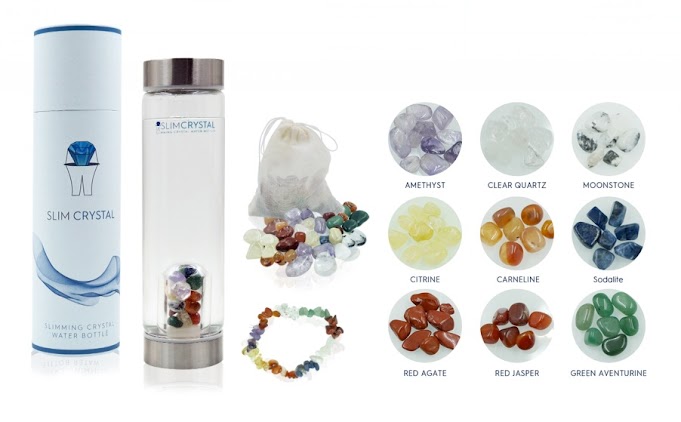 SLIM CRYSTAL
SLIMMING CRYSTAL
WATER BOTTLE
SLIMCRYSTAL
AMETHYST
CLEAR QUARTZ
MOONSTONE
CITRINE
CARNELINE
Sodalite
RED AGATE
RED JASPER
GREEN AVENTURINE